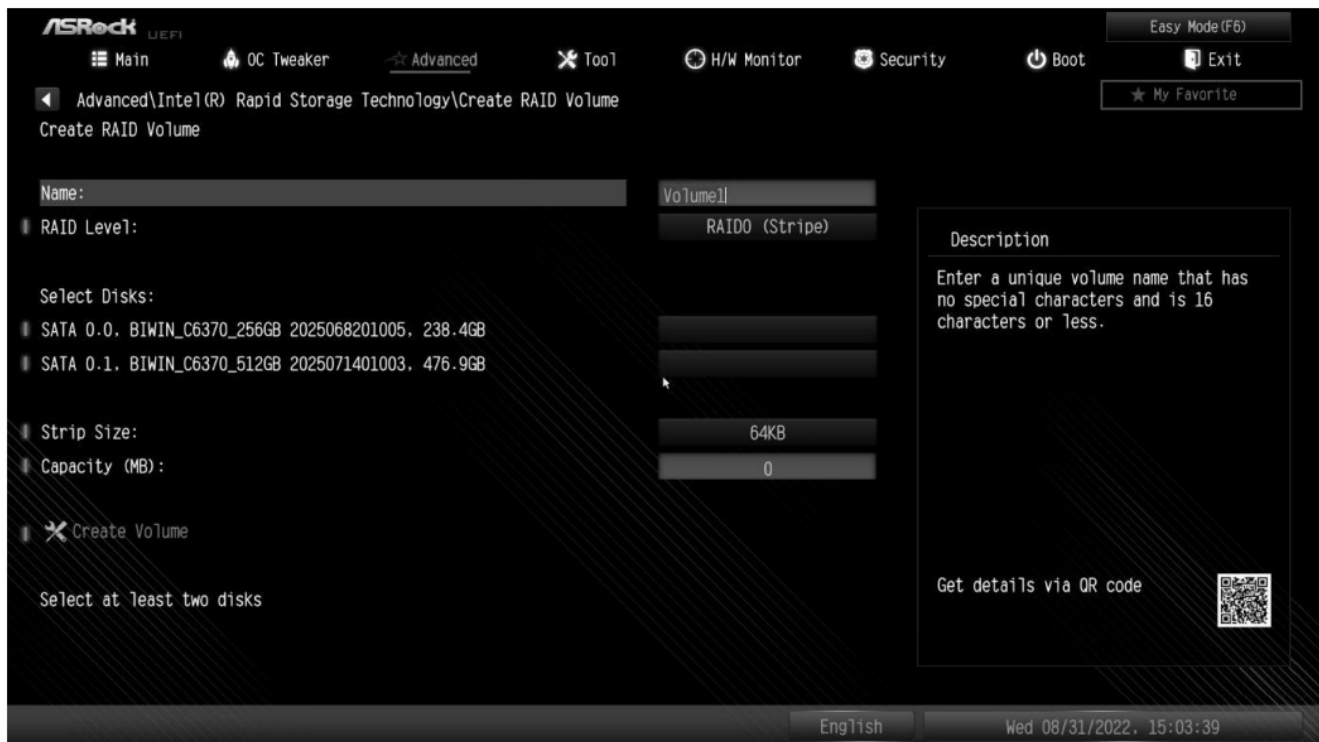 ASRock UEFI
Easy Mode(F6)
Main OC Tweaker Advanced Tool H/W Monitor Security Boot Exit
Advanced\Intel(R) Rapid Storage Technology\Create RAID Volume
My Favorite
Create RAID Volume
Name: Volume1
RAID Level: RAID0 (Stripe)
Description
Enter a unique volume name that has
no special characters and is 16
characters or less.
Select Disks:
SATA 0.0, BIWIN_C6370_256GB 2025068201005, 238.4GB
SATA 0.1, BIWIN_C6370_512GB 2025071401003, 476.9GB
Strip Size: 64KB
Capacity (MB): 0
Create Volume
Select at least two disks
Get details via QR code
English Wed 08/31/2022, 15:03:39